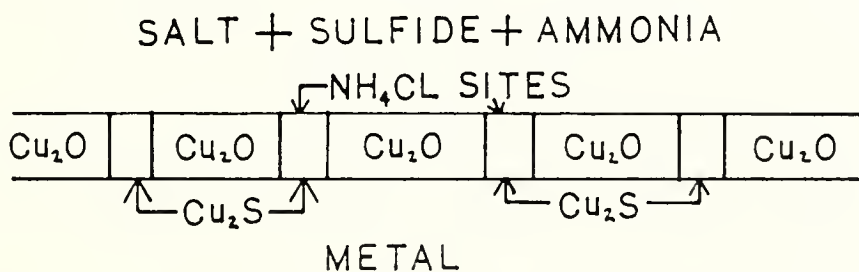 SALT + SULFIDE + AMMONIA
NH₄CL SITES
Cu₂O Cu₂O Cu₂O Cu₂O Cu₂O
Cu₂S Cu₂S
METAL